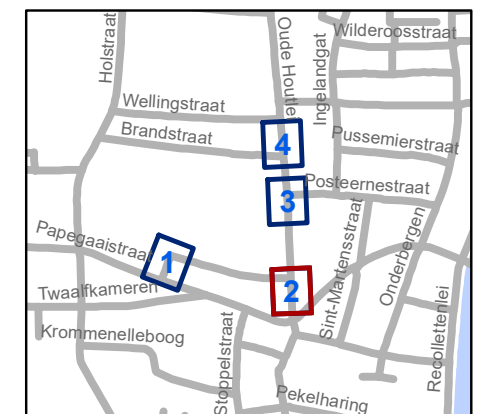 Wilderoosstraat
Holstraat
Oude Houtlei
Ingelandgat
Wellingstraat
Brandstraat
Pussemierstraat
4
Posteernestraat
3
Papegaaistraat
1
Sint-Martensstraat
Onderbergen
Twaalfkameren
2
Recollettenlei
Krommenelleboog
Stoppelstraat
Pekelharing